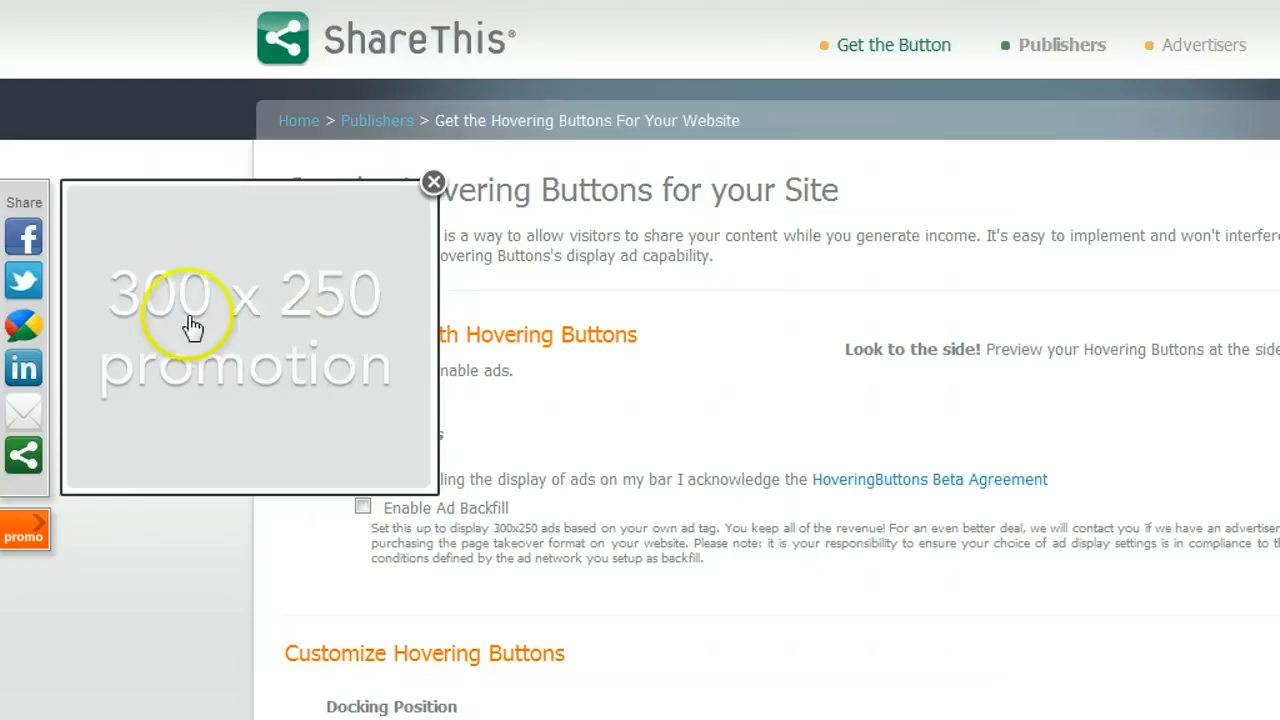 ShareThis®
Get the Button
Publishers
Advertisers
Home > Publishers > Get the Hovering Buttons For Your Website
vering Buttons for your Site
Share
is a way to allow visitors to share your content while you generate income. It's easy to implement and won't interfere
overing Buttons's display ad capability.
300 x 250
promotion
th Hovering Buttons
Look to the side! Preview your Hovering Buttons at the side
nable ads.
s
ling the display of ads on my bar I acknowledge the HoveringButtons Beta Agreement
Enable Ad Backfill
Set this up to display 300x250 ads based on your own ad tag. You keep all of the revenue! For an even better deal, we will contact you if we have an advertiser
purchasing the page takeover format on your website. Please note: it is your responsibility to ensure your choice of ad display settings is in compliance to th
conditions defined by the ad network you setup as backfill.
promo
Customize Hovering Buttons
Docking Position